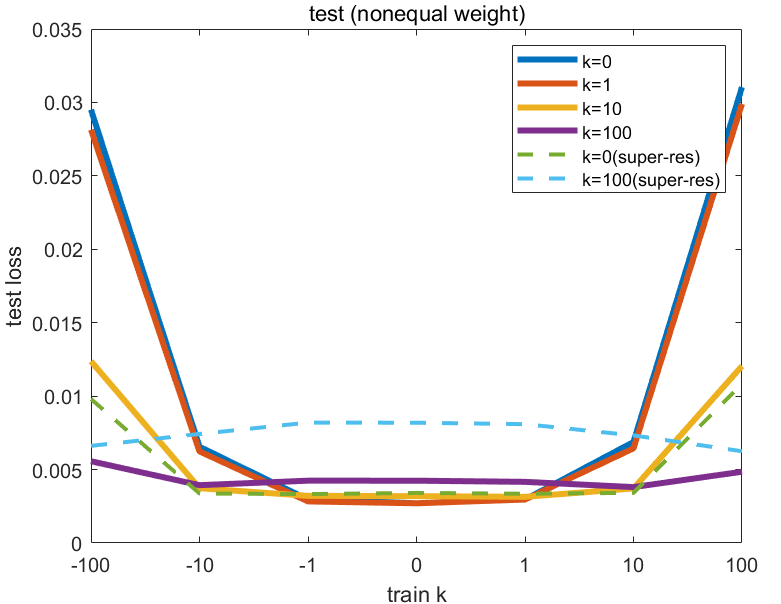 test (nonequal weight)
0.035
0.03
0.025
0.02
0.015
0.01
0.005
0
test loss
k=0
k=1
k=10
k=100
k=0(super-res)
k=100(super-res)
-100 -10 -1 0 1 10 100
train k